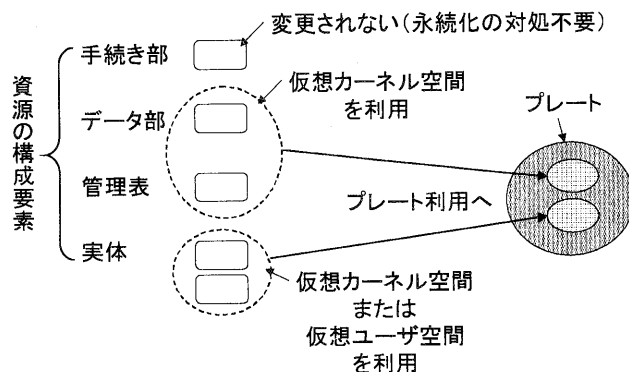 変更されない(永続化の対処不要)
手続き部
仮想カーネル空間
を利用
データ部
プレート
資源の構成要素
管理表
プレート利用へ
実体
仮想カーネル空間
または
仮想ユーザ空間
を利用